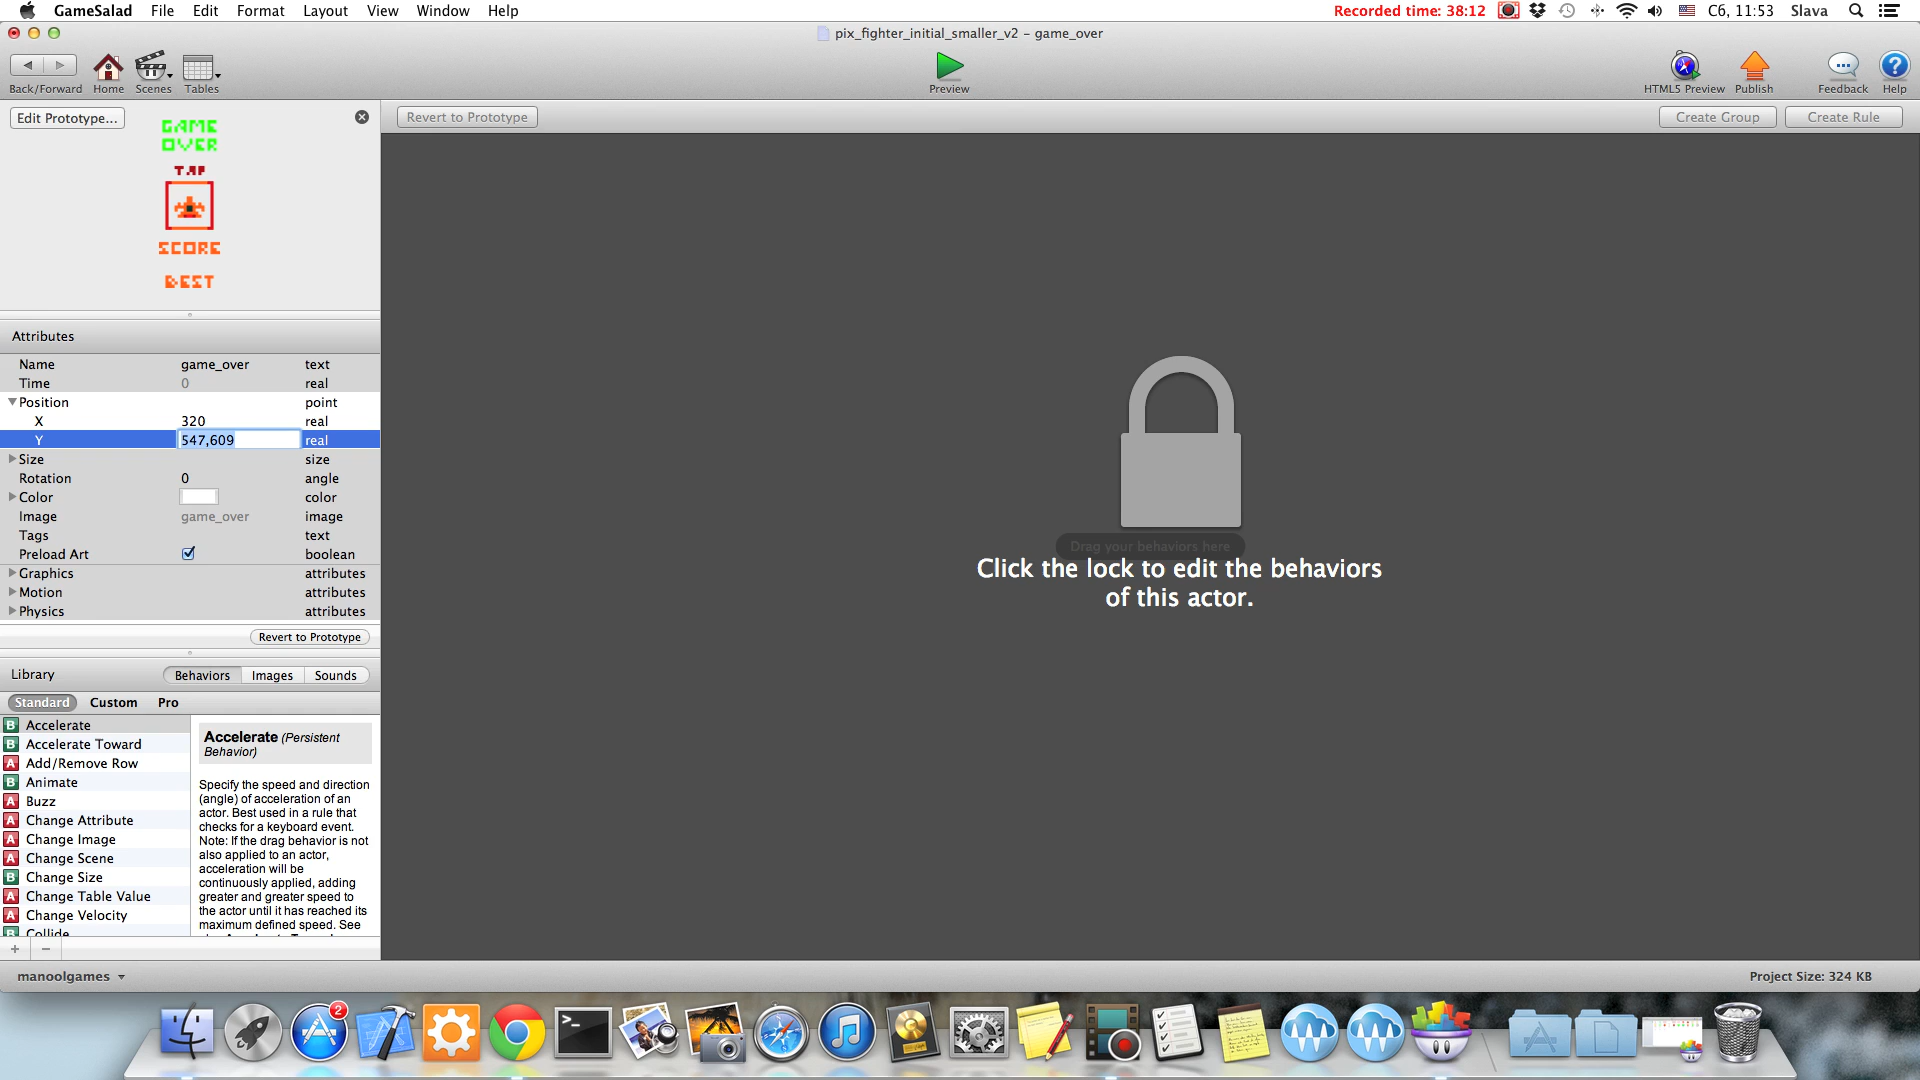 GameSalad File Edit Format Layout View Window Help
Recorded time: 38:12 C6, 11:53 Slava
pix_fighter_initial_smaller_v2 – game_over
Back/Forward Home Scenes Tables
Preview
HTML5 Preview Publish Feedback Help
Edit Prototype...
Revert to Prototype
Create Group Create Rule
GAME
OVER
TAP
SCORE
BEST
Attributes
Name game_over text
Time 0 real
Position point
X 320 real
Y 547,609 real
Size size
Rotation 0 angle
Color color
Image game_over image
Tags text
Preload Art boolean
Graphics attributes
Motion attributes
Physics attributes
Revert to Prototype
Drag your behaviors here
Click the lock to edit the behaviors
of this actor.
Library Behaviors Images Sounds
Standard Custom Pro
B Accelerate
B Accelerate Toward
A Add/Remove Row
B Animate
A Buzz
A Change Attribute
A Change Image
A Change Scene
B Change Size
A Change Table Value
A Change Velocity
B Collide
Accelerate (Persistent
Behavior)
Specify the speed and direction
(angle) of acceleration of an
actor. Best used in a rule that
checks for a keyboard event.
Note: If the drag behavior is not
also applied to an actor,
acceleration will be
continuously applied, adding
greater and greater speed to
the actor until it has reached its
maximum defined speed. See
manoolgames
Project Size: 324 KB
2